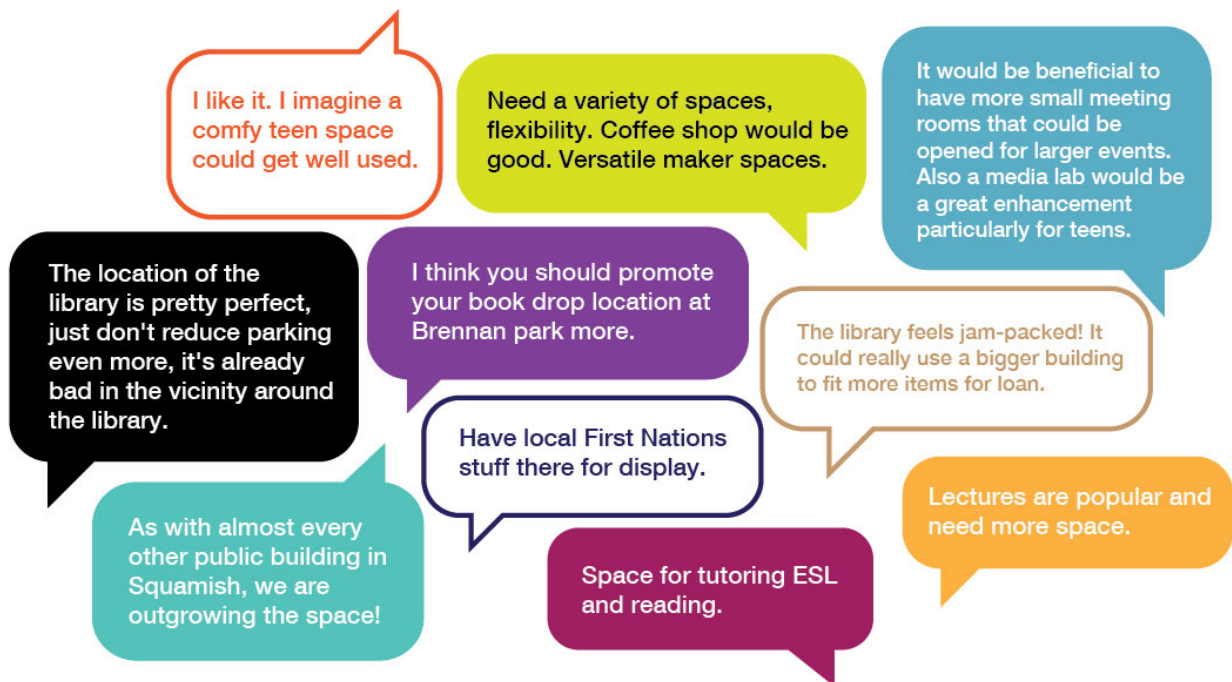 I like it. I imagine a
comfy teen space
could get well used.
Need a variety of spaces,
flexibility. Coffee shop would be
good. Versatile maker spaces.
It would be beneficial to
have more small meeting
rooms that could be
opened for larger events.
Also a media lab would be
a great enhancement
particularly for teens.
The location of the
library is pretty perfect,
just don't reduce parking
even more, it's already
bad in the vicinity around
the library.
I think you should promote
your book drop location at
Brennan park more.
The library feels jam-packed! It
could really use a bigger building
to fit more items for loan.
Have local First Nations
stuff there for display.
As with almost every
other public building in
Squamish, we are
outgrowing the space!
Space for tutoring ESL
and reading.
Lectures are popular and
need more space.